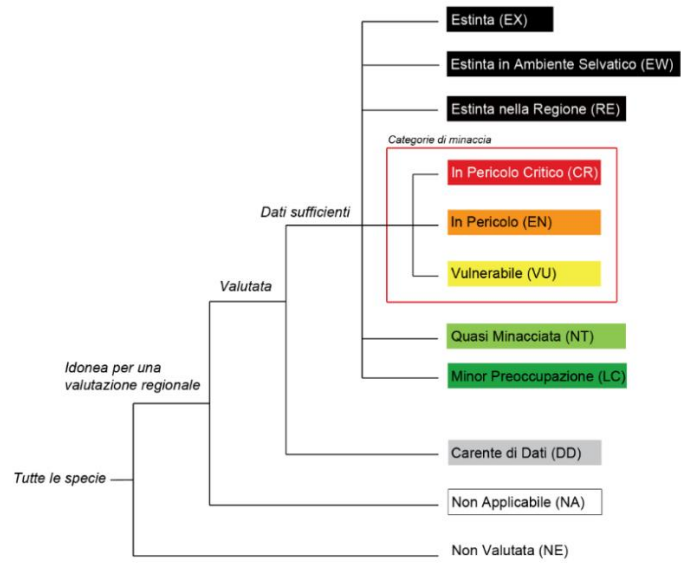 Estinta (EX)
Estinta in Ambiente Selvatico (EW)
Estinta nella Regione (RE)
Categorie di minaccia
In Pericolo Critico (CR)
Dati sufficienti
In Pericolo (EN)
Valutata
Vulnerabile (VU)
Quasi Minacciata (NT)
Idonea per una
valutazione regionale
Minor Preoccupazione (LC)
Carente di Dati (DD)
Tutte le specie
Non Applicabile (NA)
Non Valutata (NE)